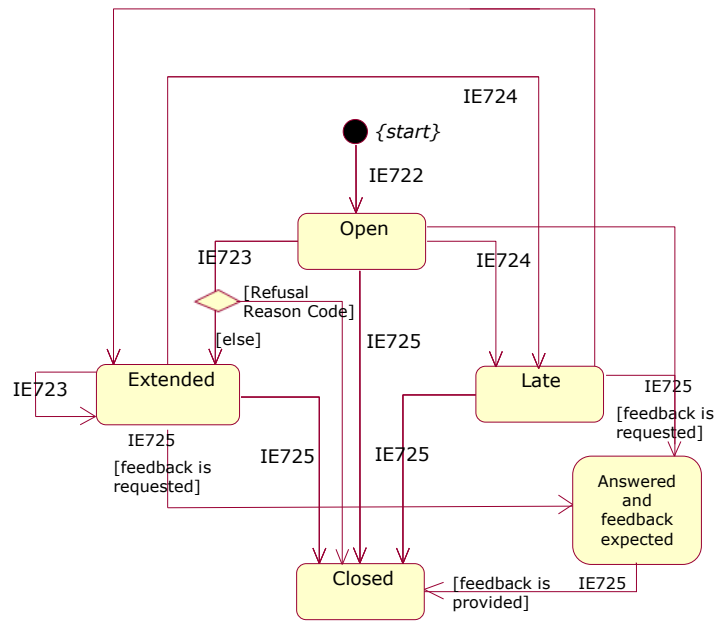 IE724
{start}
IE722
Open
IE723
IE724
[Refusal
Reason Code]
[else]
IE725
Extended
Late
IE723
IE725
[feedback is
requested]
IE725
[feedback is
requested]
IE725
IE725
Answered
and
feedback
expected
Closed
[feedback is
provided]
IE725